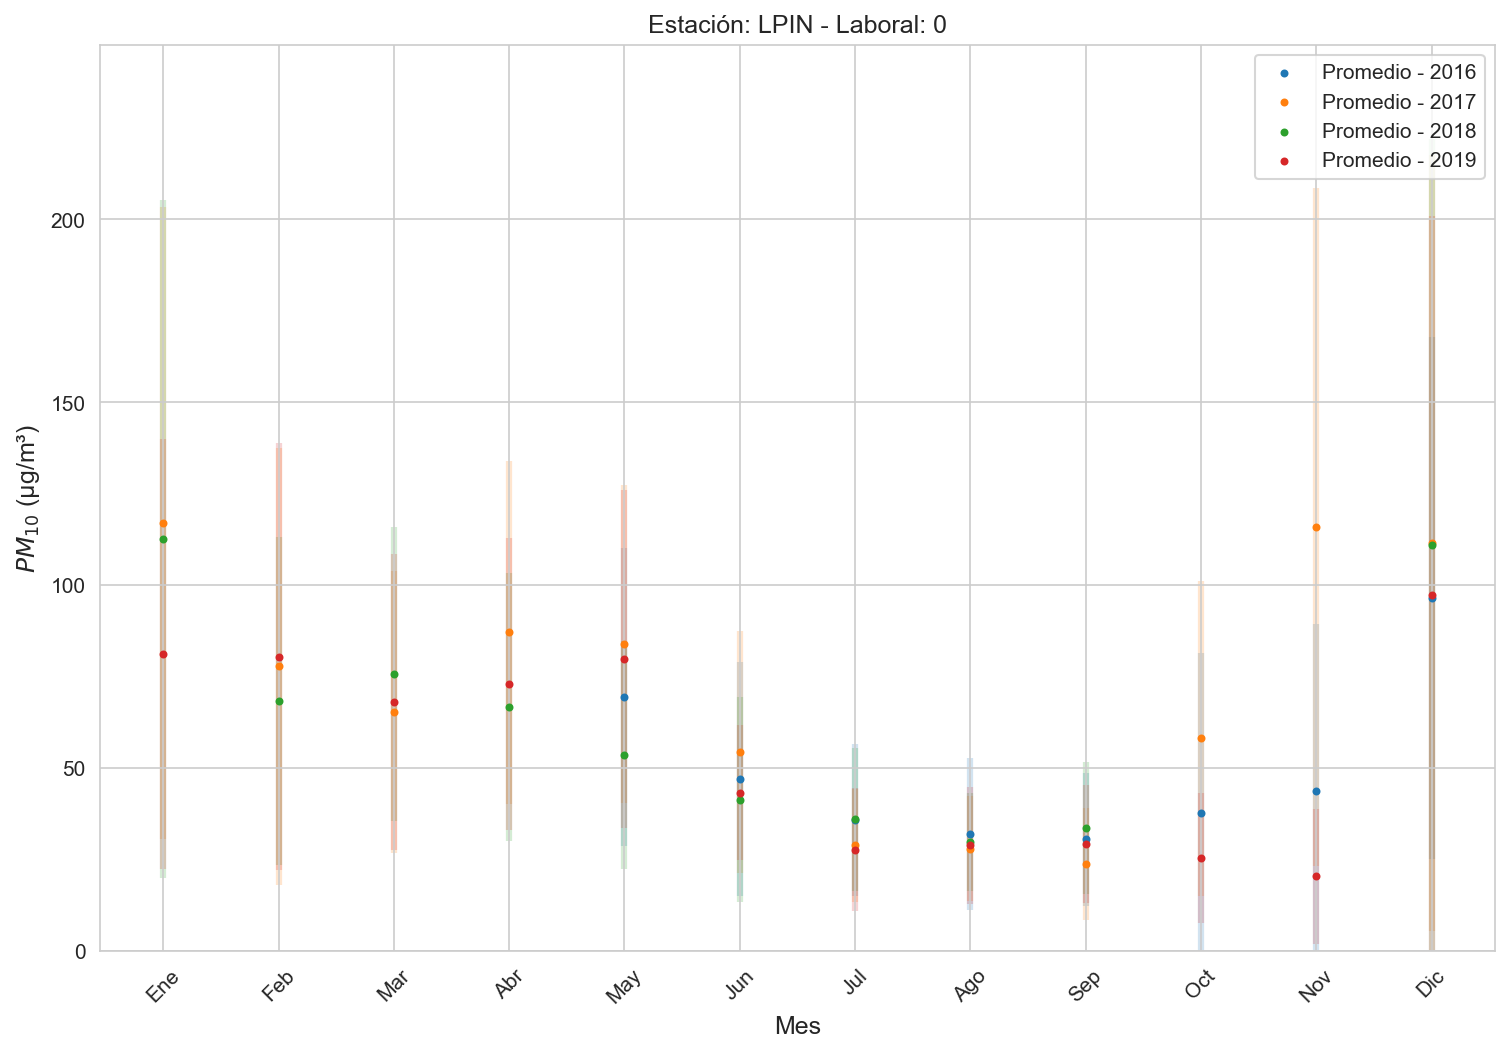 Estación: LPIN - Laboral: 0
Promedio - 2016
Promedio - 2017
Promedio - 2018
Promedio - 2019
200
150
100
50
0
PM₁₀ (µg/m³)
Ene Feb Mar Abr May Jun Jul Ago Sep Oct Nov Dic
Mes